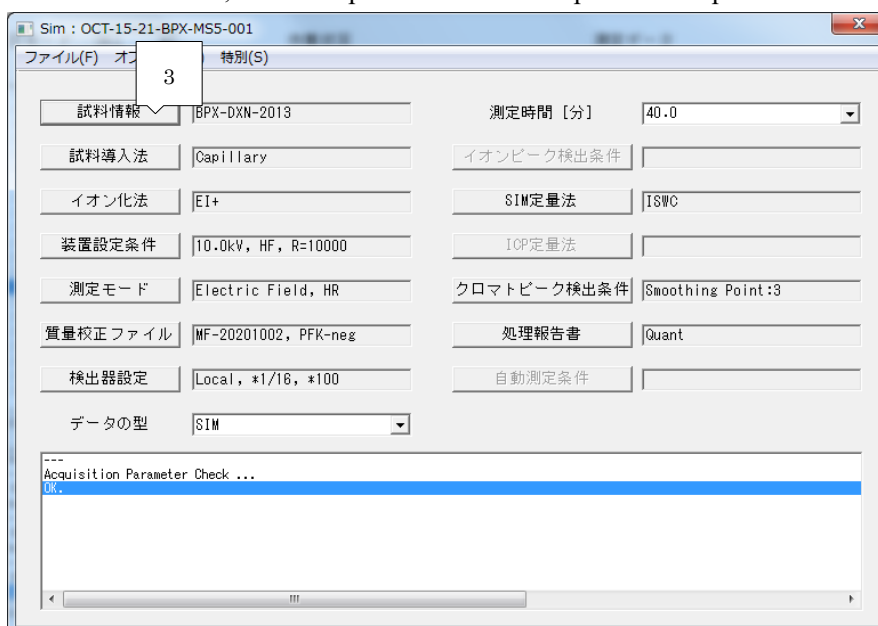 Sim : OCT-15-21-BPX-MS5-001
ファイル(F) 特別(S)
3
試料情報 BPX-DXN-2013 測定時間 [分] 40.0
試料導入法 Capillary イオンピーク検出条件
イオン化法 EI+ SIM定量法 ISWC
装置設定条件 10.0kV, HF, R=10000 ICP定量法
測定モード Electric Field, HR クロマトピーク検出条件 Smoothing Point:3
質量校正ファイル MF-20201002, PFK-neg 処理報告書 Quant
検出器設定 Local, *1/16, *100 自動測定条件
データの型 SIM
---
Acquisition Parameter Check ...
OK.